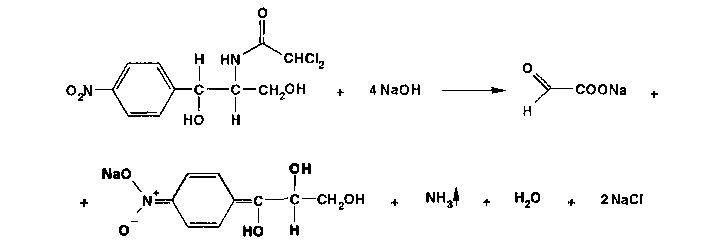 O
H HN CHCl₂
O₂N CH₂OH + 4 NaOH O COONa +
HO H H
NaO OH
+ N⁺ C C CH₂OH + NH₃ + H₂O + 2 NaCl
O⁻ HO H